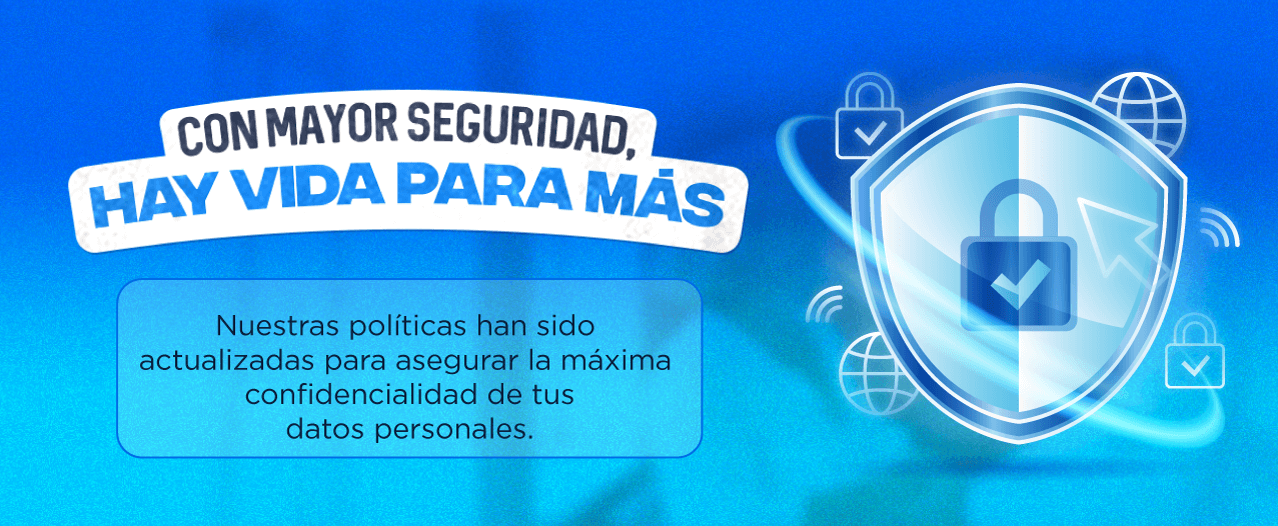 CON MAYOR SEGURIDAD,
HAY VIDA PARA MÁS
Nuestras políticas han sido
actualizadas para asegurar la máxima
confidencialidad de tus
datos personales.